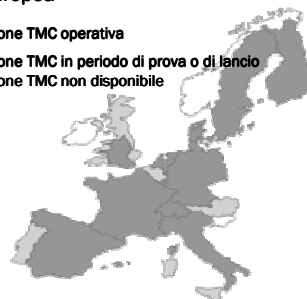 one TMC operativa
one TMC in periodo di prova o di lancio
one TMC non disponibile